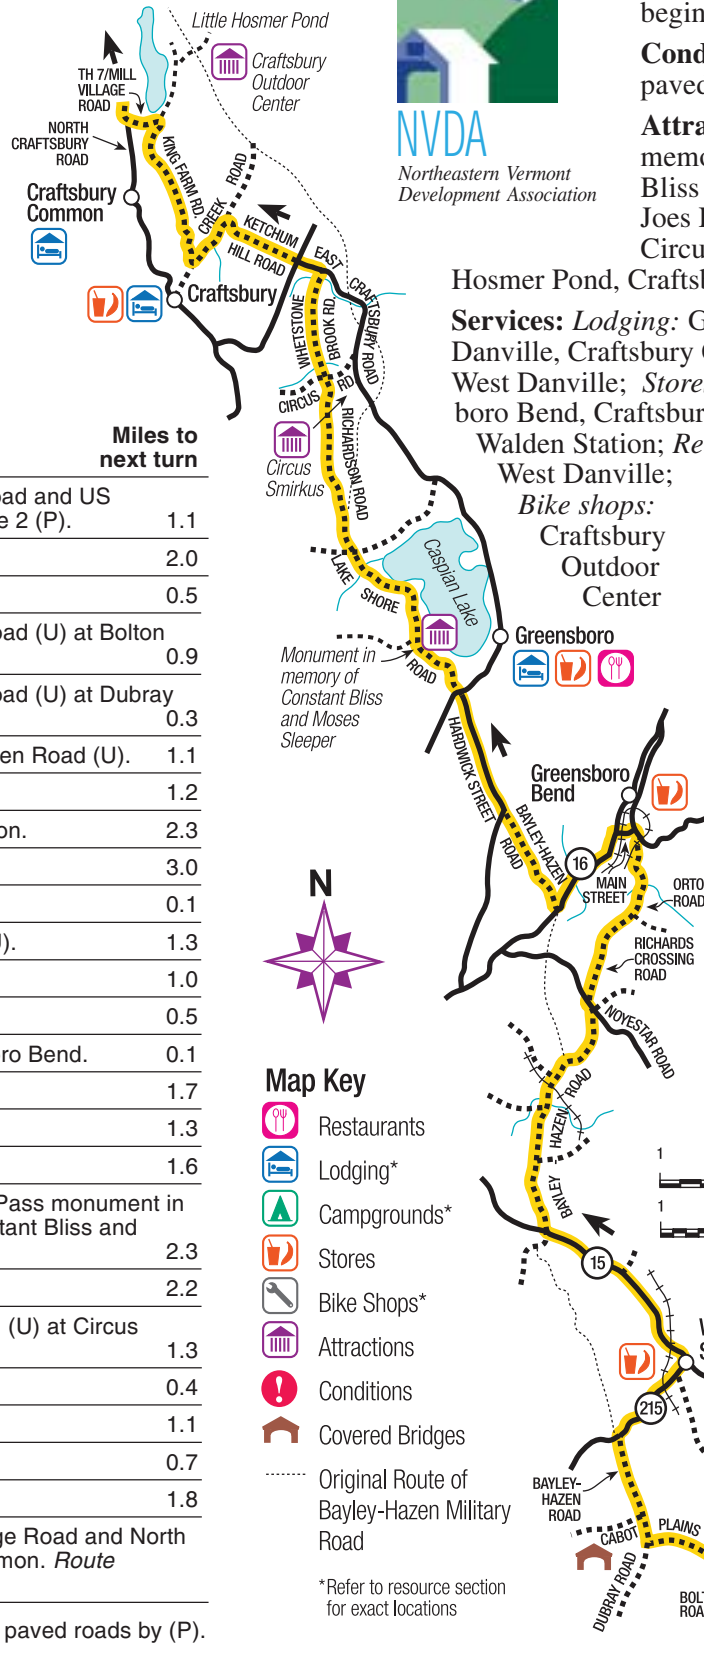 Little Hosmer Pond
TH 7/MILL
VILLAGE
ROAD
Craftsbury
Outdoor
Center
NORTH
CRAFTSBURY
ROAD
KING FARM RD.
CREEK ROAD
Craftsbury
Common
KETCHUM
HILL ROAD
EAST CRAFTSBURY ROAD
Craftsbury
WHETSTONE
BROOK RD.
CIRCUS RD.
RICHARDSON ROAD
Circus
Smirkus
LAKE SHORE ROAD
Caspian Lake
Greensboro
Monument in
memory of
Constant Bliss
and Moses
Sleeper
HARDWICK STREET
BAYLEY-HAZEN
ROAD
Greensboro
Bend
16
MAIN
STREET
ORTO
ROAD
RICHARDS
CROSSING
ROAD
NOYESTAR ROAD
BAYLEY - HAZEN ROAD
15
215
BAYLEY-
HAZEN
ROAD
CABOT PLAINS
DUBRAY ROAD
BOLT
ROA
W
S
1
1
NVDA
Northeastern Vermont
Development Association
begin
Cond
paved
Attra
memo
Bliss
Joes
Circu
Hosmer Pond, Craftsb
Services: Lodging: G
Danville, Craftsbury C
West Danville; Store
boro Bend, Craftsbur
Walden Station; Re
West Danville;
Bike shops:
Craftsbury
Outdoor
Center
Miles to
next turn
oad and US
e 2 (P). 1.1
2.0
0.5
oad (U) at Bolton
0.9
oad (U) at Dubray
0.3
en Road (U). 1.1
1.2
on. 2.3
3.0
0.1
). 1.3
1.0
0.5
ro Bend. 0.1
1.7
1.3
1.6
Pass monument in
tant Bliss and
2.3
2.2
(U) at Circus
1.3
0.4
1.1
0.7
1.8
ge Road and North
mon. Route
paved roads by (P).
N
Map Key
Restaurants
Lodging*
Campgrounds*
Stores
Bike Shops*
Attractions
Conditions
Covered Bridges
Original Route of
Bayley-Hazen Military
Road
*Refer to resource section
for exact locations